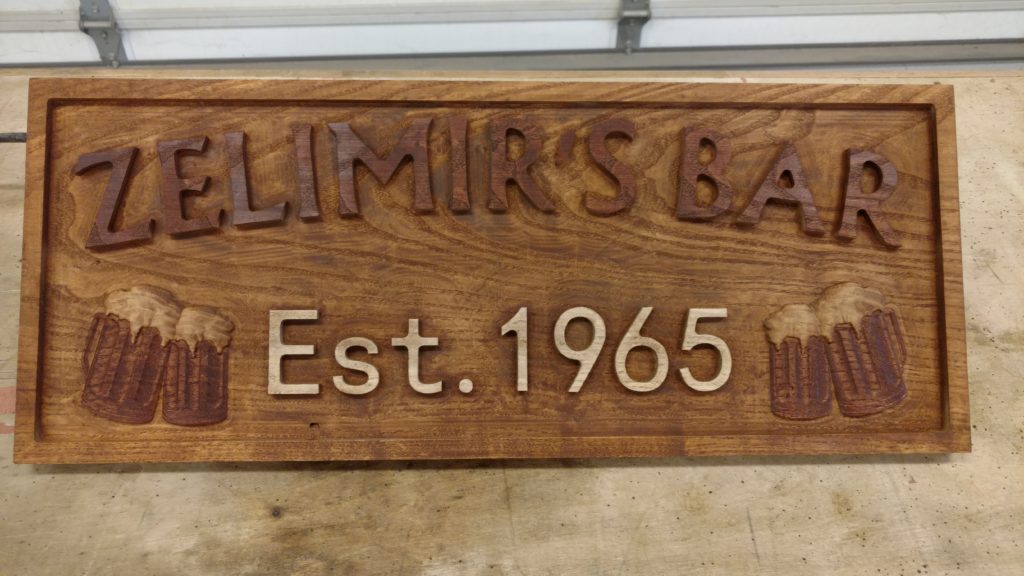 ZELIMIR'S BAR
Est. 1965